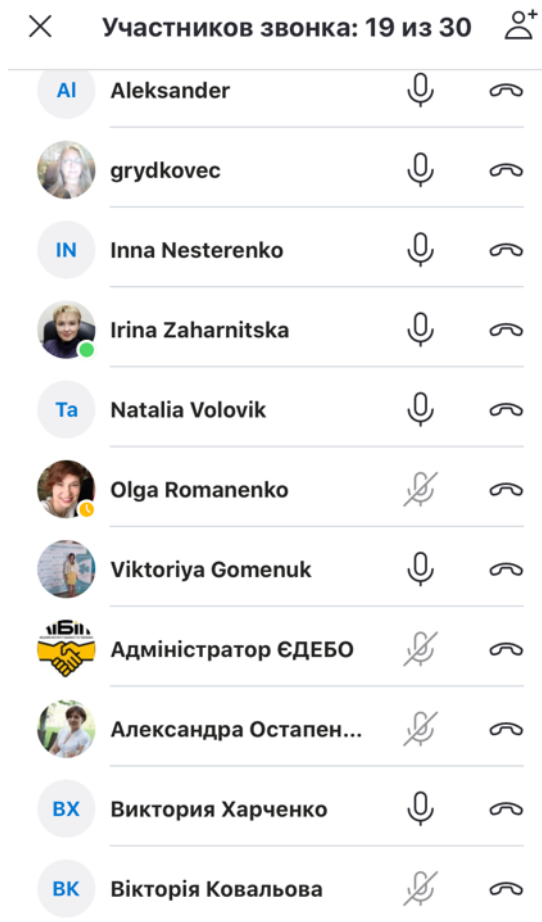 Участников звонка: 19 из 30
Al Aleksander
grydkovec
IN Inna Nesterenko
Irina Zaharnitska
Ta Natalia Volovik
Olga Romanenko
Viktoriya Gomenuk
Адміністратор ЄДЕБО
Александра Остапен...
ВХ Виктория Харченко
ВК Вікторія Ковальова